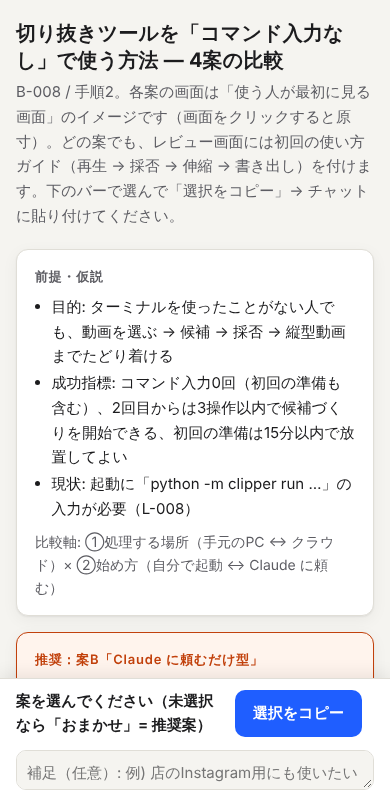 切り抜きツールを「コマンド入力な
し」で使う方法 — 4案の比較
B-008 / 手順2。各案の画面は「使う人が最初に見る
画面」のイメージです（画面をクリックすると原
寸）。どの案でも、レビュー画面には初回の使い方
ガイド（再生 → 採否 → 伸縮 → 書き出し）を付けま
す。下のバーで選んで「選択をコピー」→ チャット
に貼り付けてください。
前提・仮説
• 目的: ターミナルを使ったことがない人で
も、動画を選ぶ → 候補 → 採否 → 縦型動画
までたどり着ける
• 成功指標: コマンド入力0回（初回の準備も
含む）、2回目からは3操作以内で候補づく
りを開始できる、初回の準備は15分以内で放
置してよい
• 現状: 起動に「python -m clipper run ...」の
入力が必要（L-008）
比較軸: ①処理する場所（手元のPC ↔ クラウ
ド）× ②始め方（自分で起動 ↔ Claude に頼
む）
推奨：案B「Claude に頼むだけ型」
案を選んでください（未選択
なら「おまかせ」= 推奨案）
選択をコピー
補足（任意）: 例) 店のInstagram用にも使いたい